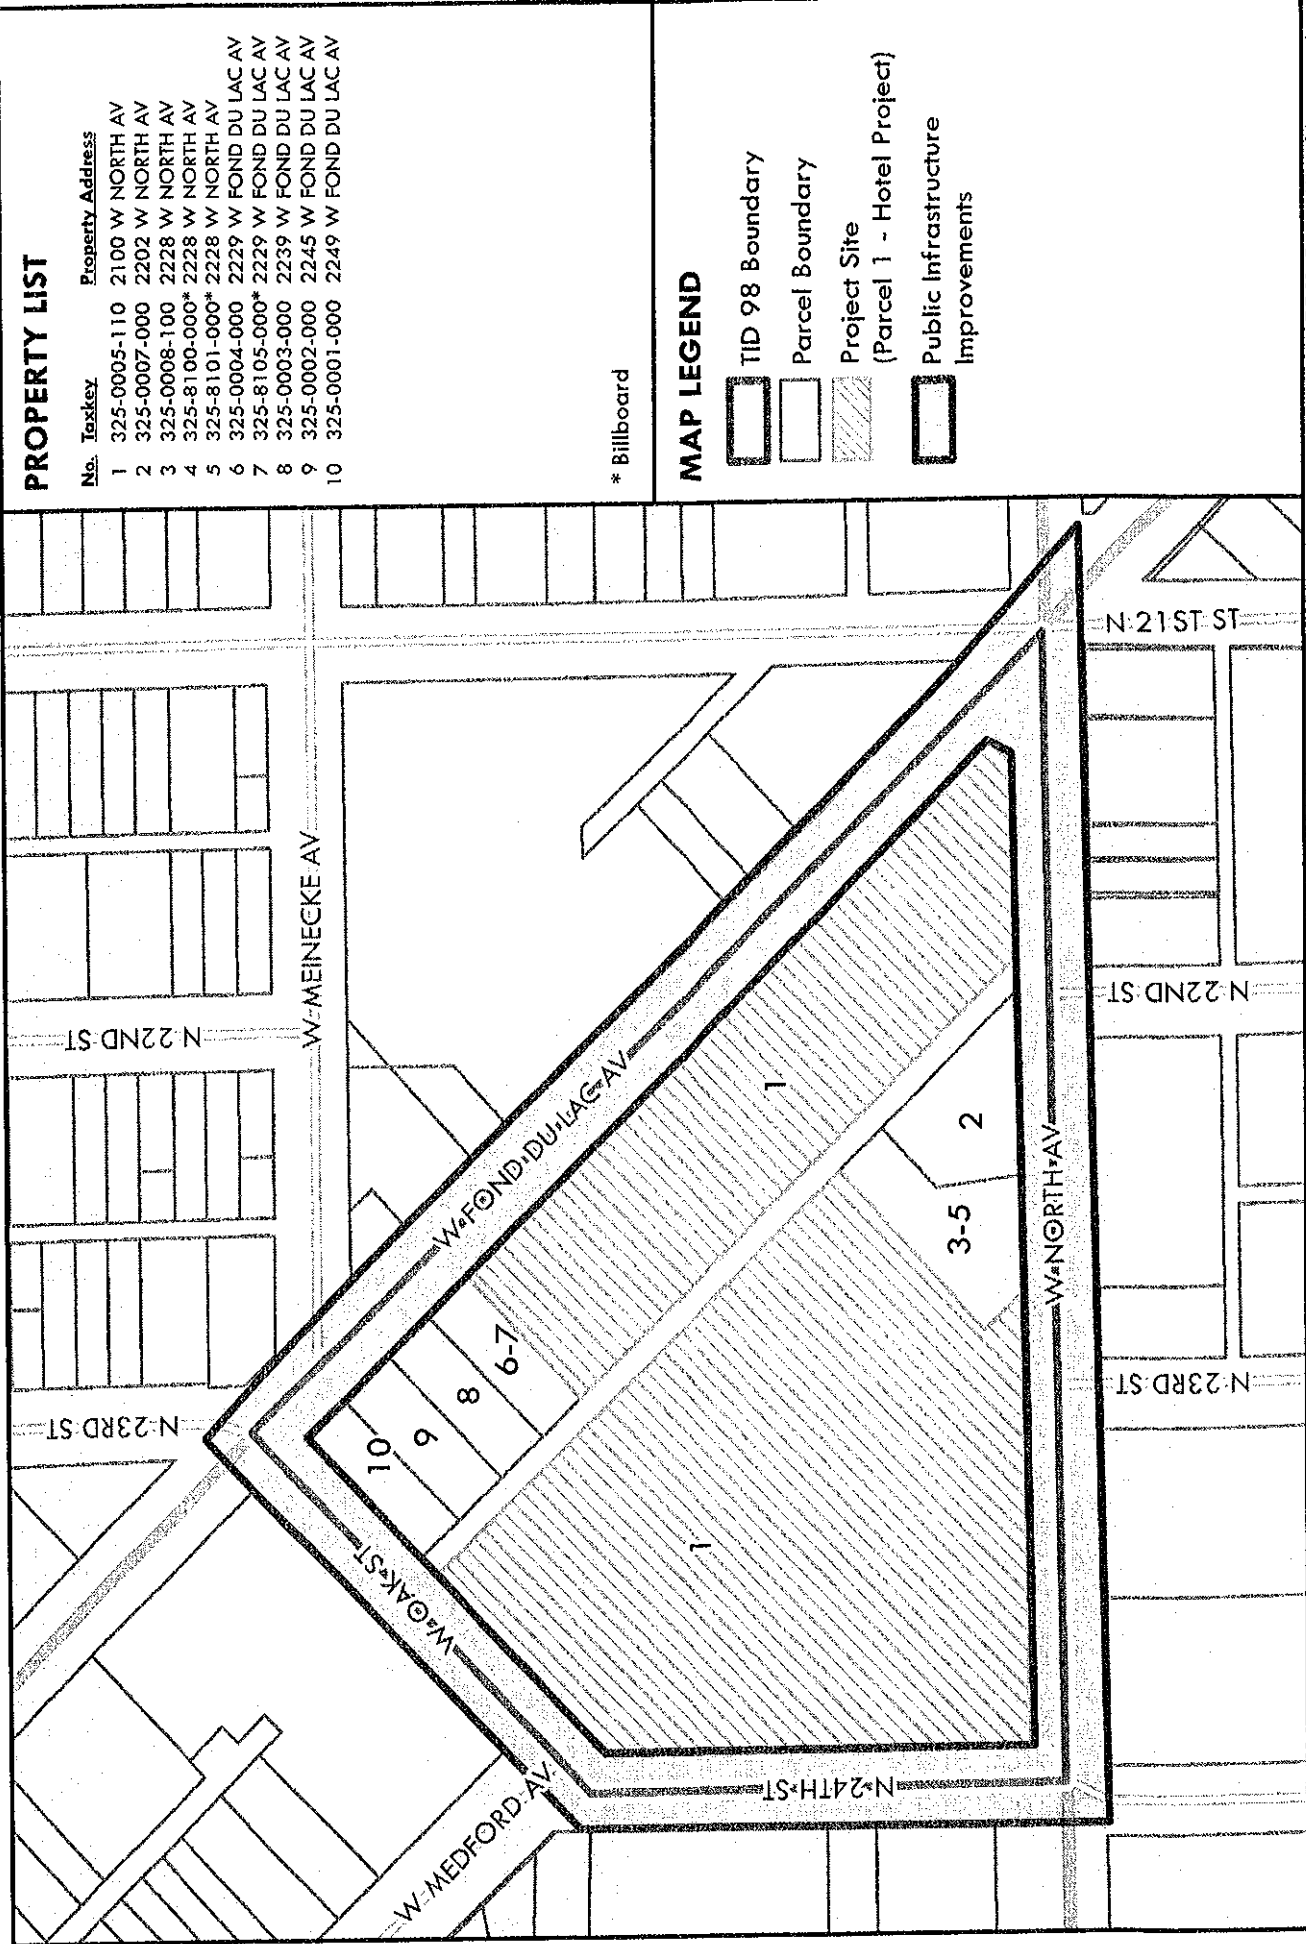 PROPERTY LIST
No. Taxkey Property Address
1 325-0005-110 2100 W NORTH AV
2 325-0007-000 2202 W NORTH AV
3 325-0008-100 2228 W NORTH AV
4 325-8100-000* 2228 W NORTH AV
5 325-8101-000* 2228 W NORTH AV
6 325-0004-000 2229 W FOND DU LAC AV
7 325-8105-000* 2229 W FOND DU LAC AV
8 325-0003-000 2239 W FOND DU LAC AV
9 325-0002-000 2245 W FOND DU LAC AV
10 325-0001-000 2249 W FOND DU LAC AV
* Billboard
MAP LEGEND
TID 98 Boundary
Parcel Boundary
Project Site
(Parcel 1 - Hotel Project)
Public Infrastructure
Improvements
N 23RD ST
N 22ND ST
W MEINECKE AV
W MEDFORD AV
W OAK ST
W FOND DU LAC AV
10
9
8
6-7
1
1
2
3-5
N 24TH ST
W NORTH AV
N 23RD ST
N 22ND ST
N 21ST ST